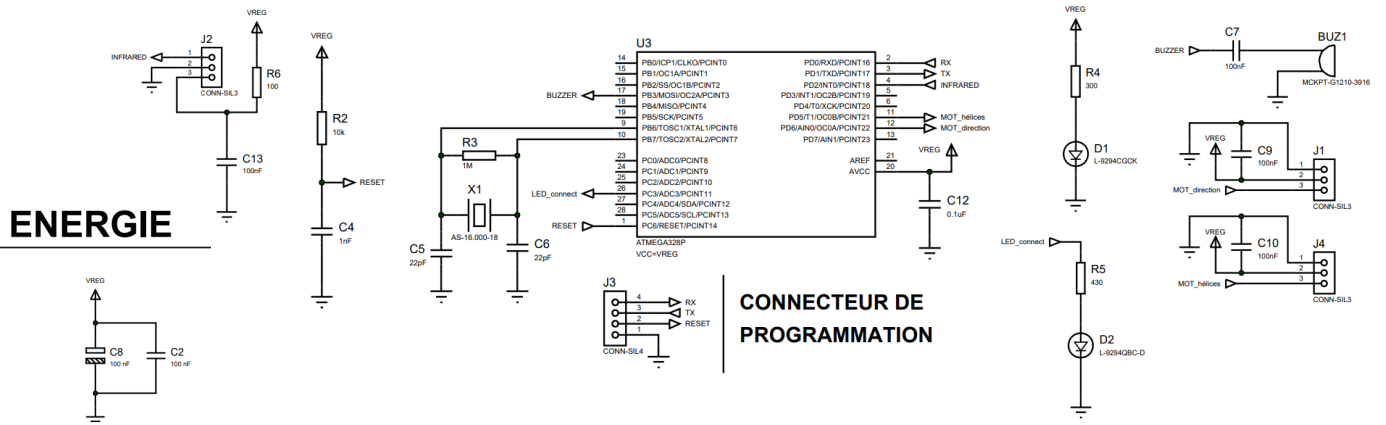 VREG
J2
INFRARED
1
2
3
CONN-SIL3
R6
100
C13
100nF
VREG
R2
10k
RESET
C4
1nF
ENERGIE
VREG
C8
100 nF
C2
100 nF
U3
14
PB0/ICP1/CLKO/PCINT0
15
PB1/OC1A/PCINT1
16
PB2/SS/OC1B/PCINT2
BUZZER
17
PB3/MOSI/OC2A/PCINT3
18
PB4/MISO/PCINT4
19
PB5/SCK/PCINT5
9
PB6/TOSC1/XTAL1/PCINT6
10
PB7/TOSC2/XTAL2/PCINT7
23
PC0/ADC0/PCINT8
24
PC1/ADC1/PCINT9
25
PC2/ADC2/PCINT10
LED_connect
26
PC3/ADC3/PCINT11
27
PC4/ADC4/SDA/PCINT12
28
PC5/ADC5/SCL/PCINT13
RESET
1
PC6/RESET/PCINT14
PD0/RXD/PCINT16
2
RX
PD1/TXD/PCINT17
3
TX
PD2/INT0/PCINT18
4
INFRARED
PD3/INT1/OC2B/PCINT19
5
PD4/T0/XCK/PCINT20
6
PD5/T1/OC0B/PCINT21
11
MOT_hélices
PD6/AIN0/OC0A/PCINT22
12
MOT_direction
PD7/AIN1/PCINT23
13
AREF
21
AVCC
20
VREG
C12
0.1uF
ATMEGA328P
VCC=VREG
R3
1M
X1
AS-16.000-18
C5
22pF
C6
22pF
J3
4
RX
3
TX
2
RESET
1
CONN-SIL4
CONNECTEUR DE
PROGRAMMATION
VREG
R4
300
D1
L-9294CGCK
LED_connect
R5
430
D2
L-9294QBC-D
BUZZER
C7
100nF
BUZ1
MCKPT-G1210-3916
VREG
C9
100nF
J1
1
2
3
MOT_direction
CONN-SIL3
VREG
C10
100nF
J4
1
2
3
MOT_hélices
CONN-SIL3